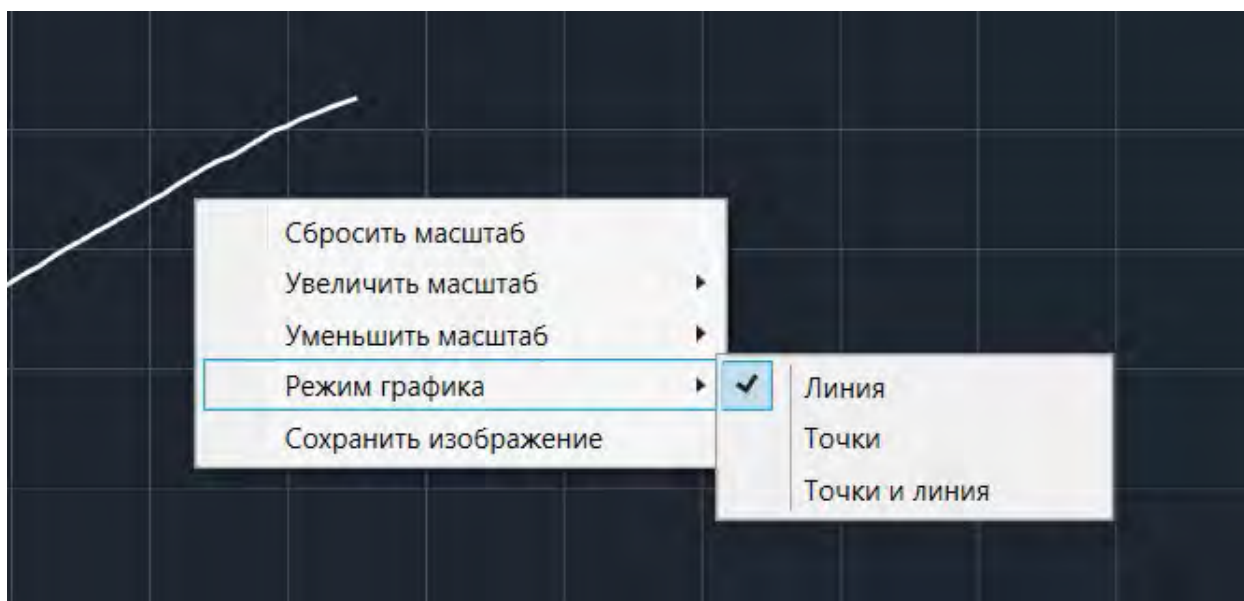 Сбросить масштаб
Увеличить масштаб
Уменьшить масштаб
Режим графика
Сохранить изображение
Линия
Точки
Точки и линия